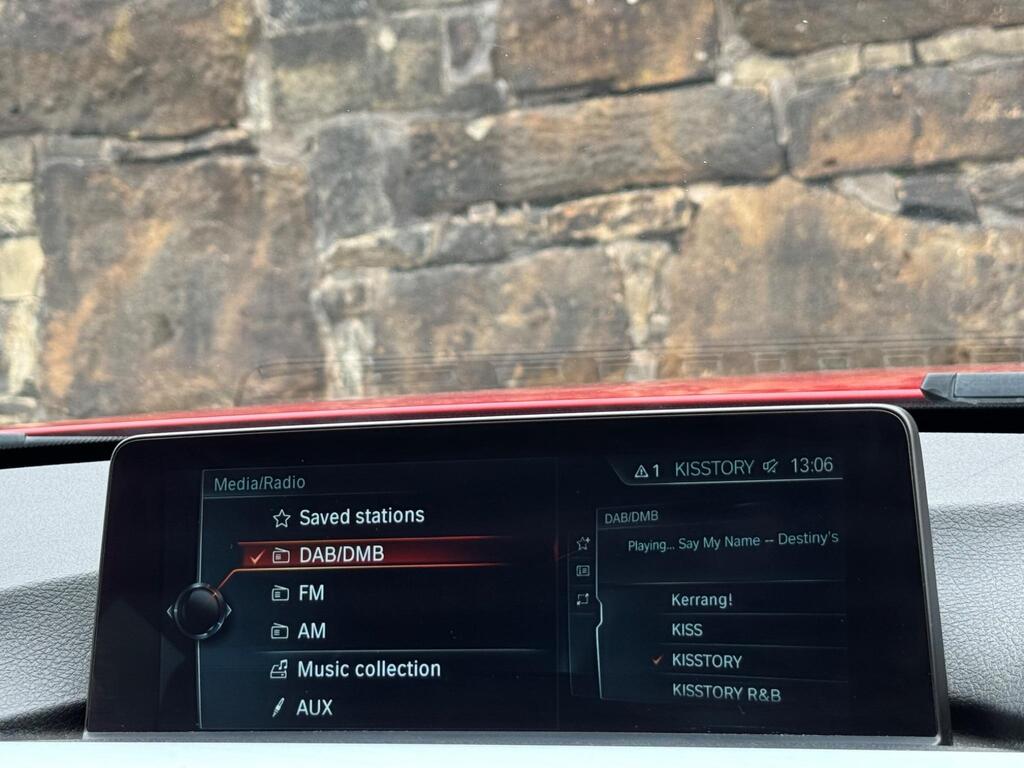 Media/Radio
Saved stations
DAB/DMB
FM
AM
Music collection
AUX
1 KISSTORY 13:06
DAB/DMB
Playing... Say My Name -- Destiny's
Kerrang!
KISS
KISSTORY
KISSTORY R&B